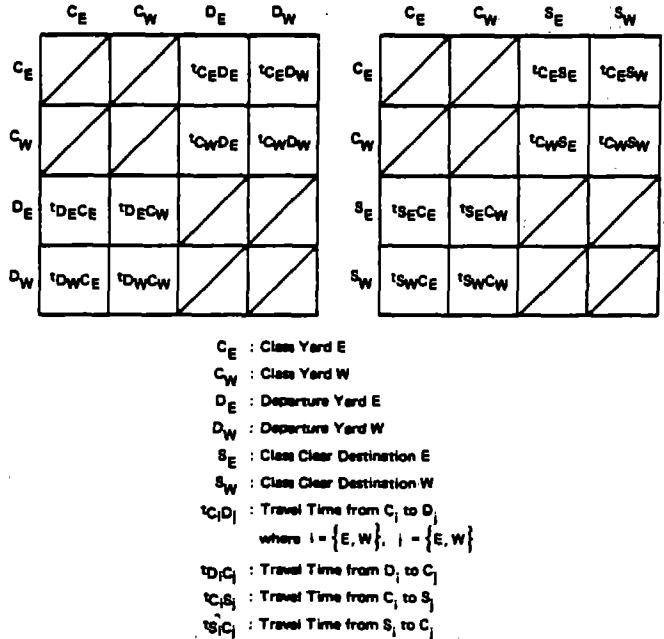 C_E C_W D_E D_W
C_E t_{C_E D_E} t_{C_E D_W}
C_W t_{C_W D_E} t_{C_W D_W}
D_E t_{D_E C_E} t_{D_E C_W}
D_W t_{D_W C_E} t_{D_W C_W}
C_E C_W S_E S_W
C_E t_{C_E S_E} t_{C_E S_W}
C_W t_{C_W S_E} t_{C_W S_W}
S_E t_{S_E C_E} t_{S_E C_W}
S_W t_{S_W C_E} t_{S_W C_W}
C_E : Class Yard E
C_W : Class Yard W
D_E : Departure Yard E
D_W : Departure Yard W
S_E : Class Clear Destination E
S_W : Class Clear Destination W
t_{C_i D_j} : Travel Time from C_i to D_j
where i = {E, W}, j = {E, W}
t_{D_i C_j} : Travel Time from D_i to C_j
t_{C_i S_j} : Travel Time from C_i to S_j
t_{S_i C_j} : Travel Time from S_i to C_j